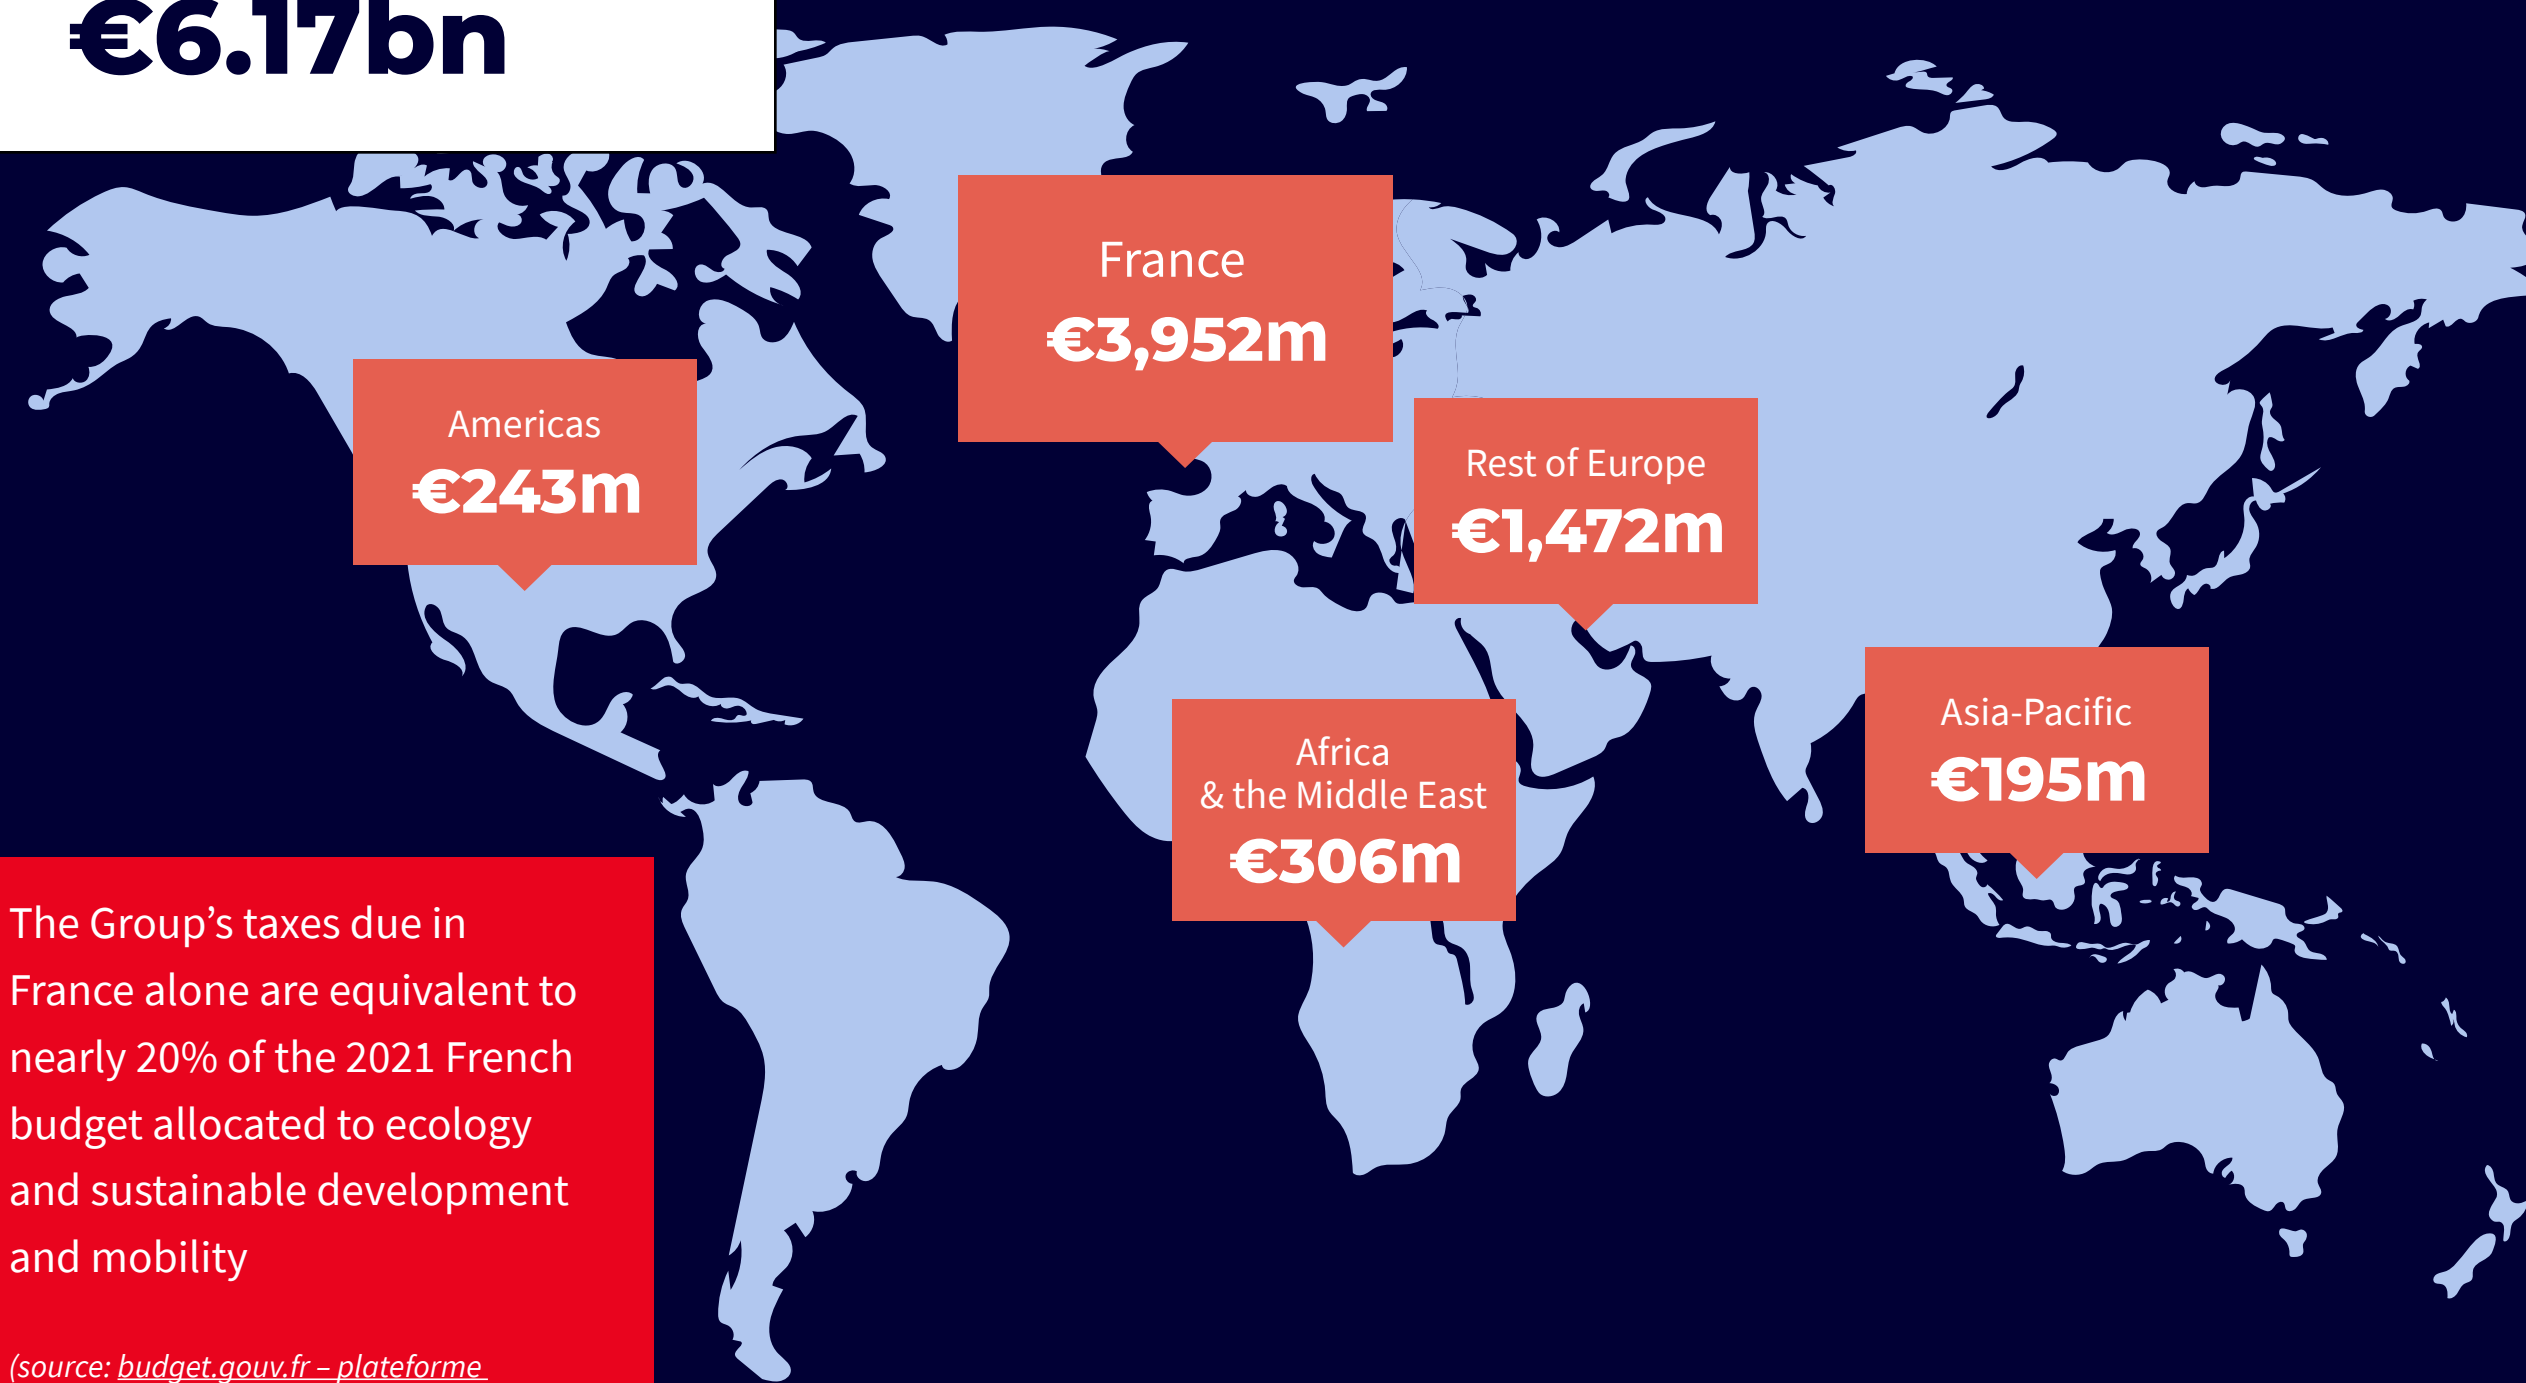 €6.17bn
France
€3,952m
Americas
€243m
Rest of Europe
€1,472m
Asia-Pacific
€195m
Africa
& the Middle East
€306m
The Group’s taxes due in
France alone are equivalent to
nearly 20% of the 2021 French
budget allocated to ecology
and sustainable development
and mobility
(source: budget.gouv.fr – plateforme